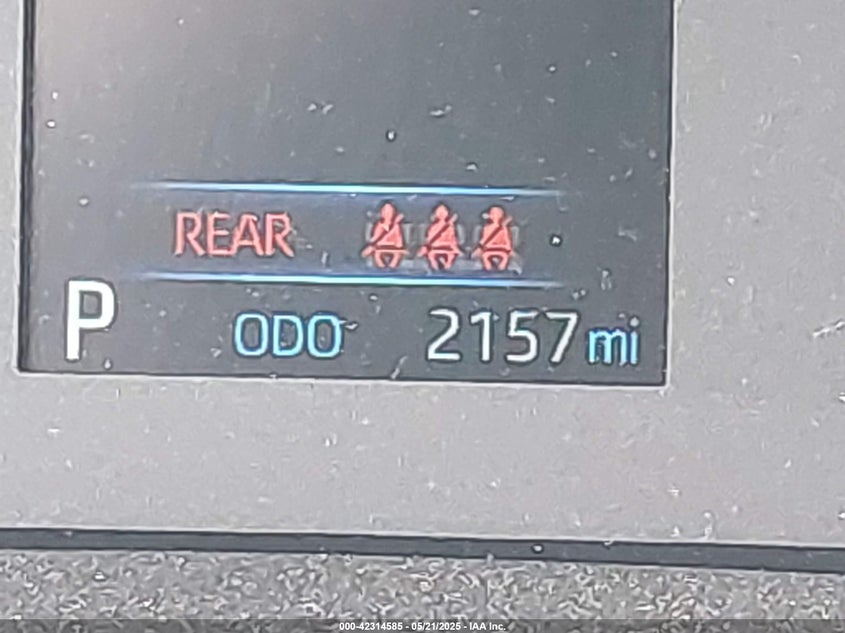 REAR
P ODO 2157 mi
000-42314585 - 05/21/2025 - IAA Inc.